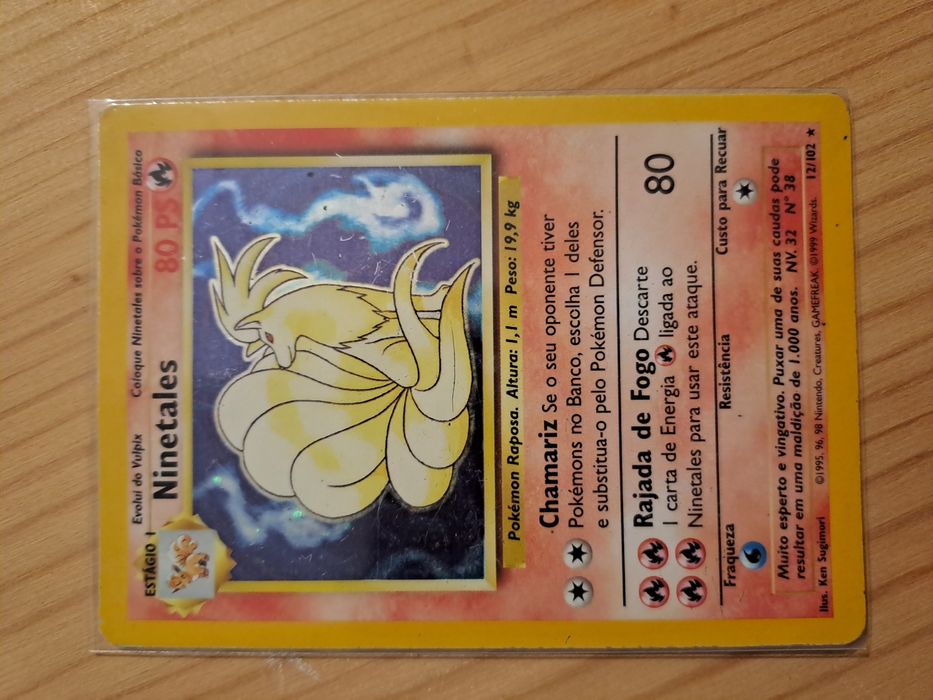 ESTÁGIO 1 Evolui do Vulpix Coloque Ninetales sobre o Pokémon Básico
Ninetales 80 PS
Pokémon Raposa. Altura: 1,1 m Peso: 19,9 kg
Chamariz Se o seu oponente tiver
Pokémons no Banco, escolha 1 deles
e substitua-o pelo Pokémon Defensor.
Rajada de Fogo Descarte
1 carta de Energia ligada ao
Ninetales para usar este ataque.
80
Fraqueza Resistência Custo para Recuar
Muito esperto e vingativo. Puxar uma de suas caudas pode
resultar em uma maldição de 1.000 anos. NV. 32 Nº 38
Ilus. Ken Sugimori ©1995, 96, 98 Nintendo, Creatures, GAMEFREAK. ©1999 Wizards. 12/102 ★